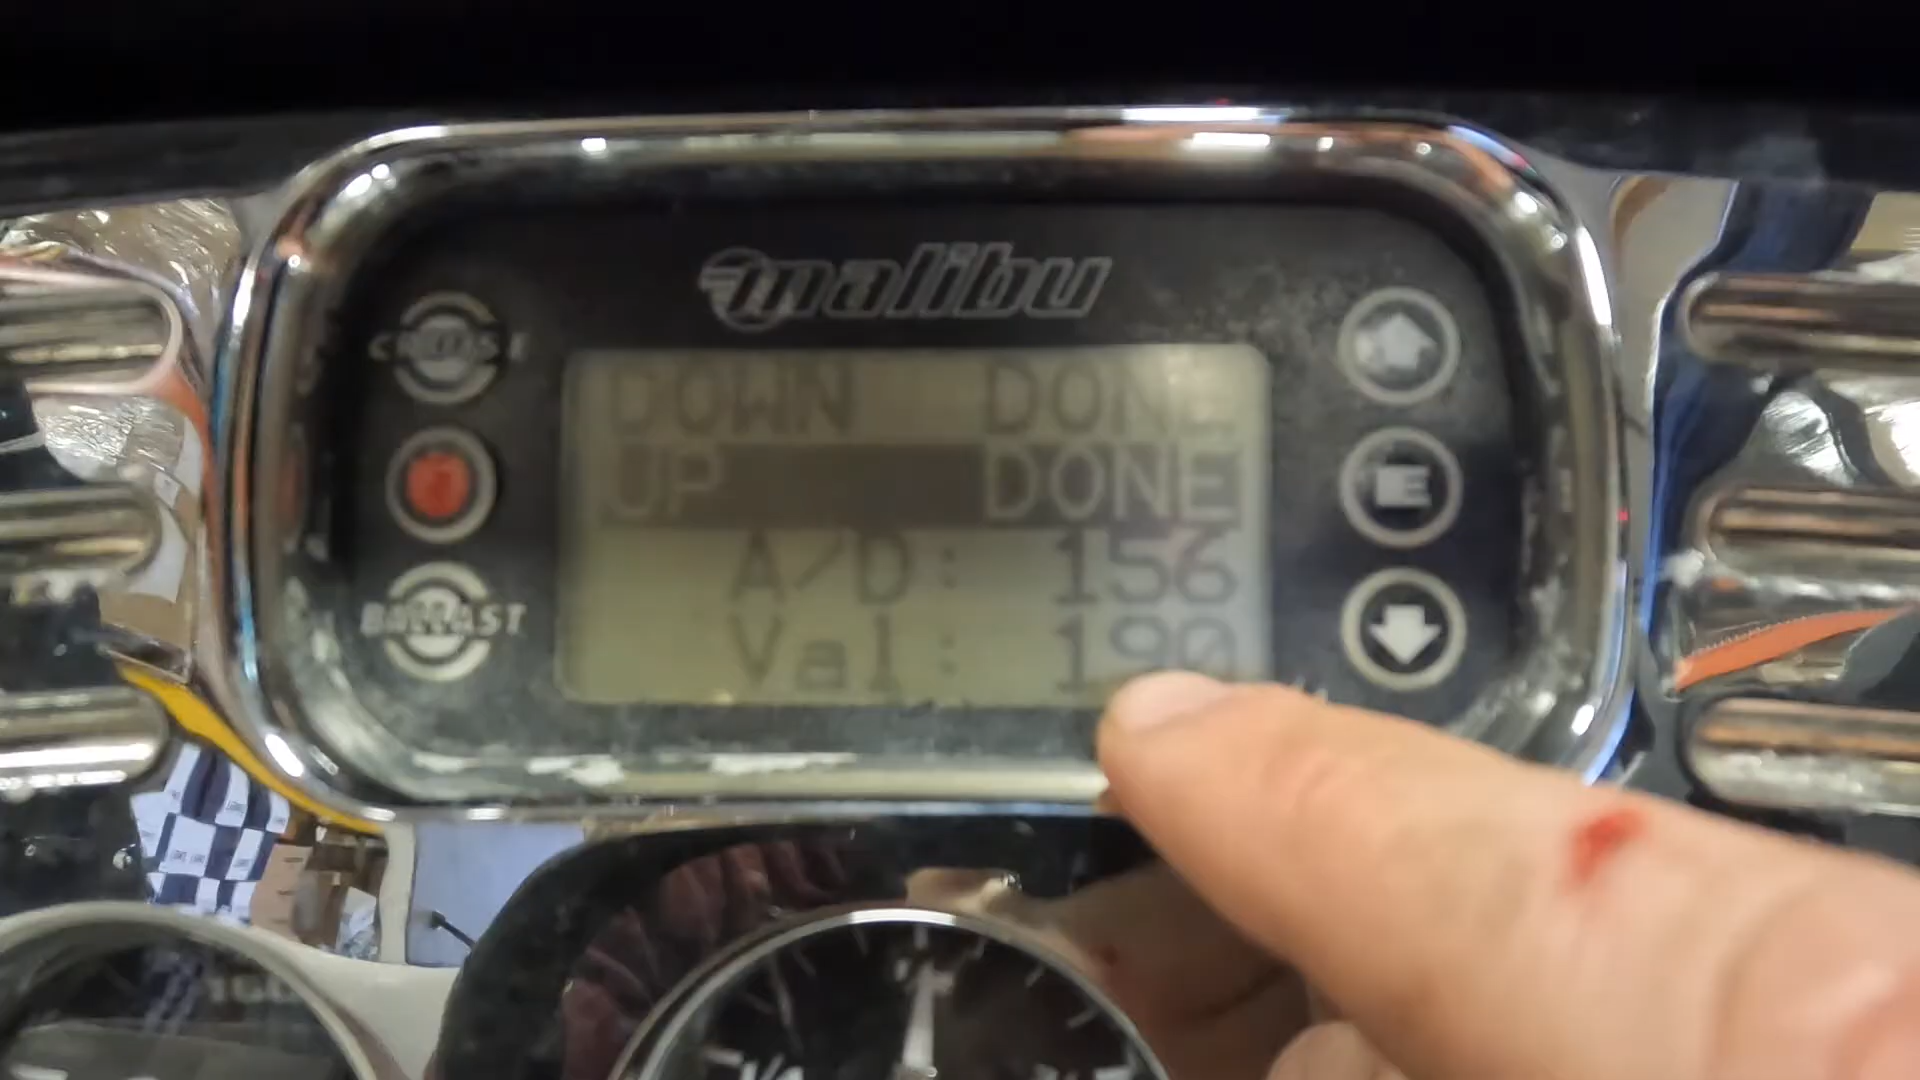 malibu
CRUISE
DOWN DONE
UP DONE
E
A/D: 156
Val: 190
BALLAST